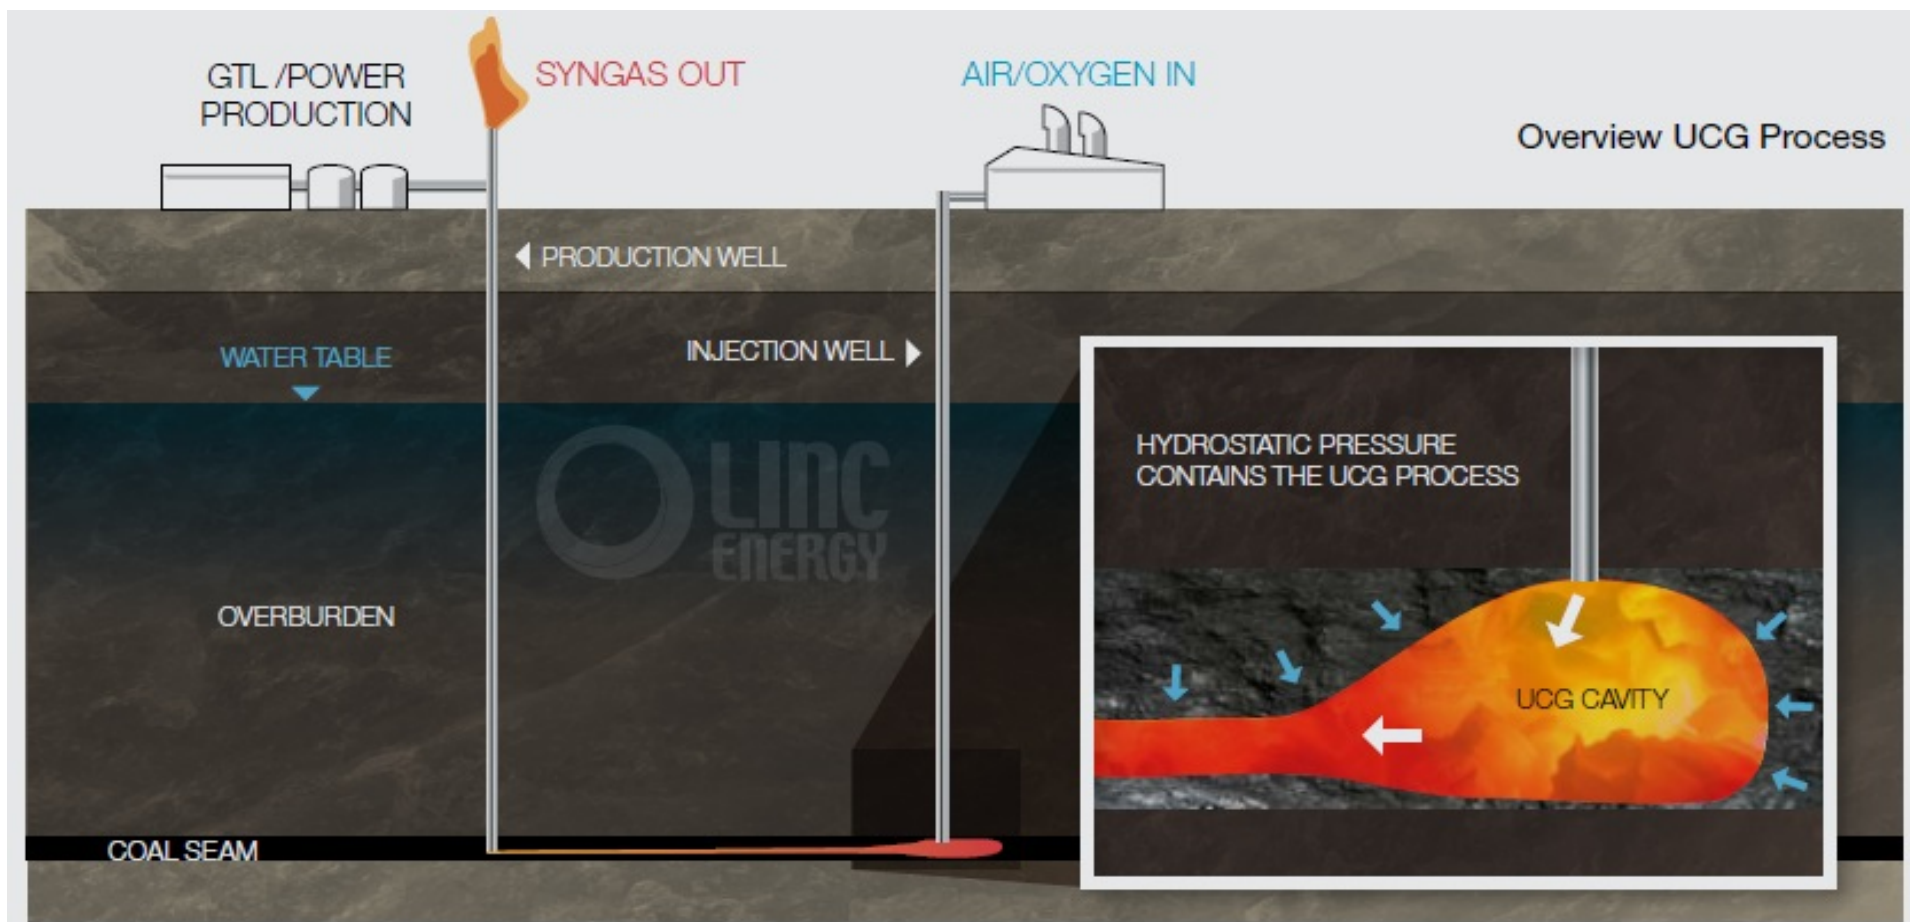 GTL /POWER
PRODUCTION
SYNGAS OUT
AIR/OXYGEN IN
Overview UCG Process
PRODUCTION WELL
WATER TABLE
INJECTION WELL
HYDROSTATIC PRESSURE
CONTAINS THE UCG PROCESS
LINC
ENERGY
OVERBURDEN
UCG CAVITY
COAL SEAM